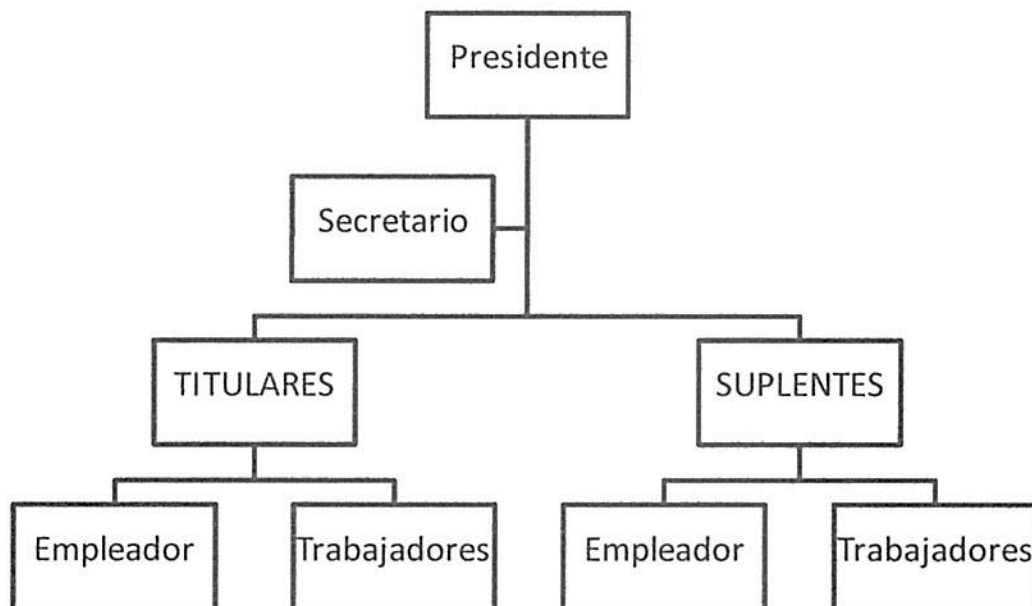 Presidente
Secretario
TITULARES
SUPLENTES
Empleador
Trabajadores
Empleador
Trabajadores